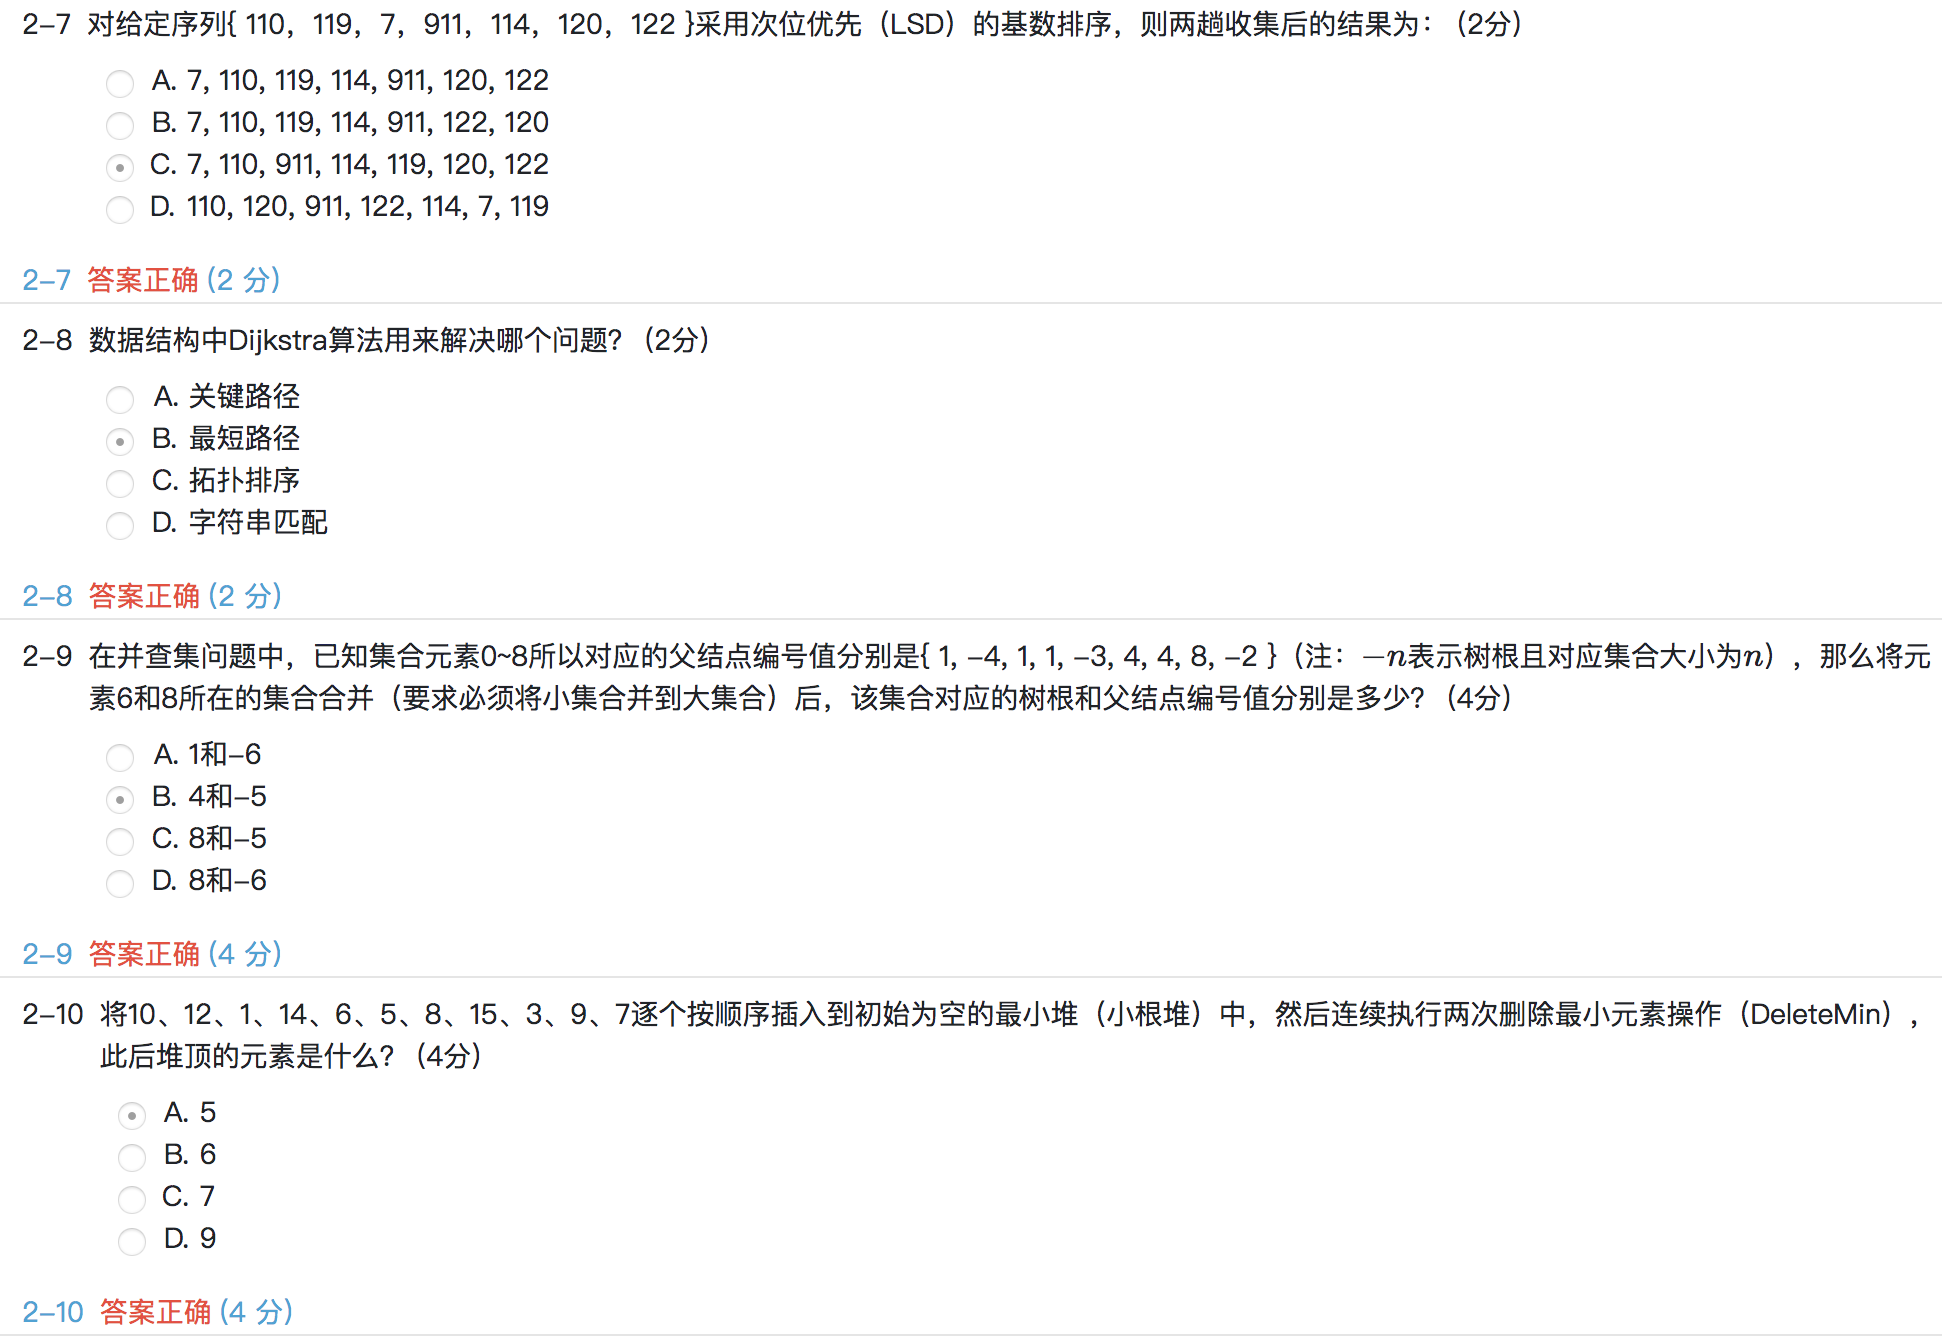 2–7 对给定序列{ 110，119，7，911，114，120，122 }采用次位优先（LSD）的基数排序，则两趟收集后的结果为：（2分）
A. 7, 110, 119, 114, 911, 120, 122
B. 7, 110, 119, 114, 911, 122, 120
C. 7, 110, 911, 114, 119, 120, 122
D. 110, 120, 911, 122, 114, 7, 119
2–7 答案正确 (2 分)
2–8 数据结构中Dijkstra算法用来解决哪个问题？（2分）
A. 关键路径
B. 最短路径
C. 拓扑排序
D. 字符串匹配
2–8 答案正确 (2 分)
2–9 在并查集问题中，已知集合元素0~8所以对应的父结点编号值分别是{ 1, –4, 1, 1, –3, 4, 4, 8, –2 }（注：−n表示树根且对应集合大小为n），那么将元
素6和8所在的集合合并（要求必须将小集合并到大集合）后，该集合对应的树根和父结点编号值分别是多少？（4分）
A. 1和–6
B. 4和–5
C. 8和–5
D. 8和–6
2–9 答案正确 (4 分)
2–10 将10、12、1、14、6、5、8、15、3、9、7逐个按顺序插入到初始为空的最小堆（小根堆）中，然后连续执行两次删除最小元素操作（DeleteMin），
此后堆顶的元素是什么？（4分）
A. 5
B. 6
C. 7
D. 9
2–10 答案正确 (4 分)